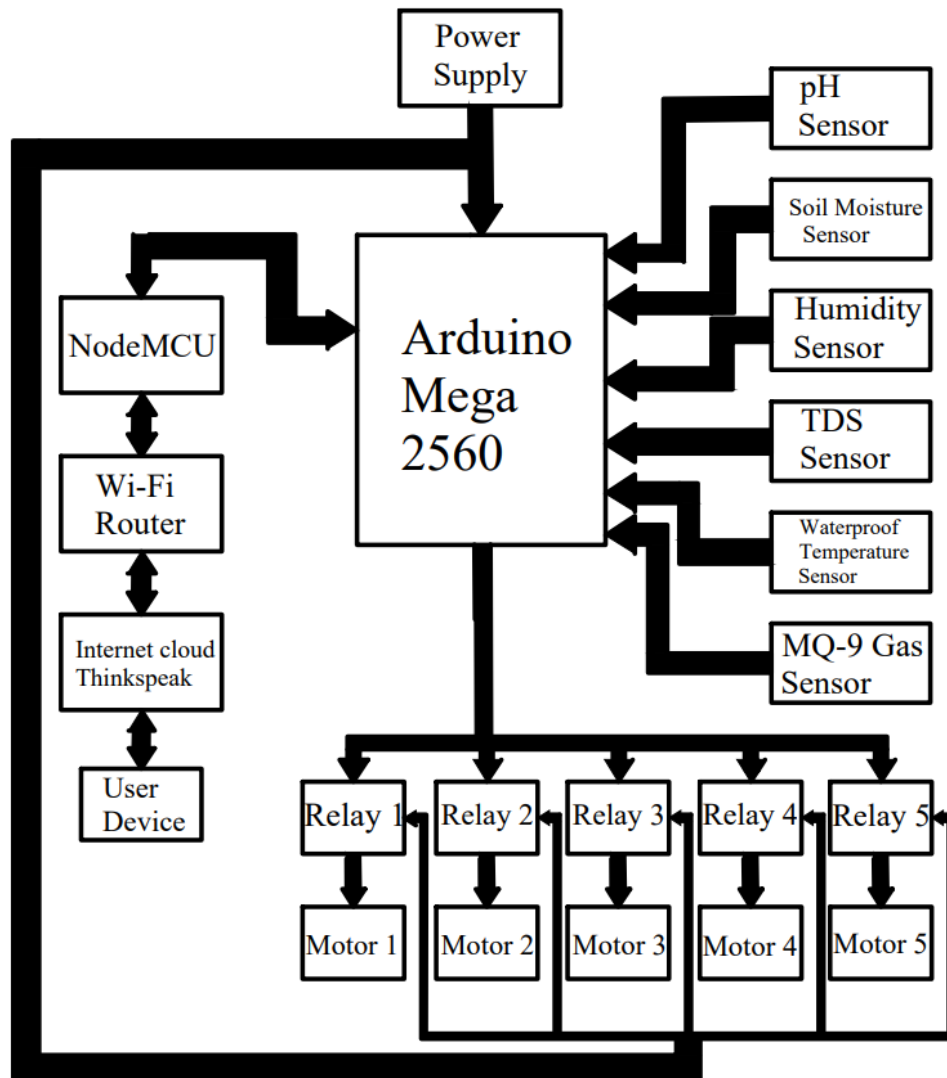 Power
Supply
pH
Sensor
Soil Moisture
Sensor
Humidity
Sensor
TDS
Sensor
Waterproof
Temperature
Sensor
MQ-9 Gas
Sensor
Arduino
Mega
2560
NodeMCU
Wi-Fi
Router
Internet cloud
Thinkspeak
User
Device
Relay 1
Relay 2
Relay 3
Relay 4
Relay 5
Motor 1
Motor 2
Motor 3
Motor 4
Motor 5